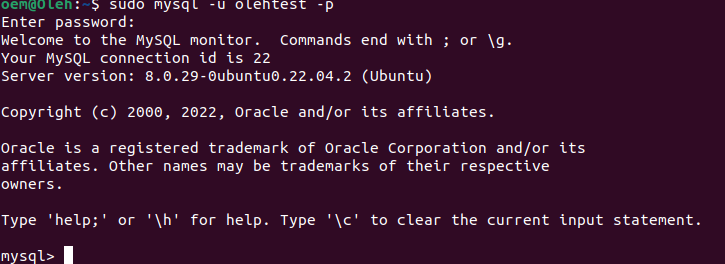 oem@Oleh:~$ sudo mysql -u olehtest -p
Enter password:
Welcome to the MySQL monitor.  Commands end with ; or \g.
Your MySQL connection id is 22
Server version: 8.0.29-0ubuntu0.22.04.2 (Ubuntu)

Copyright (c) 2000, 2022, Oracle and/or its affiliates.

Oracle is a registered trademark of Oracle Corporation and/or its
affiliates. Other names may be trademarks of their respective
owners.

Type 'help;' or '\h' for help. Type '\c' to clear the current input statement.

mysql>